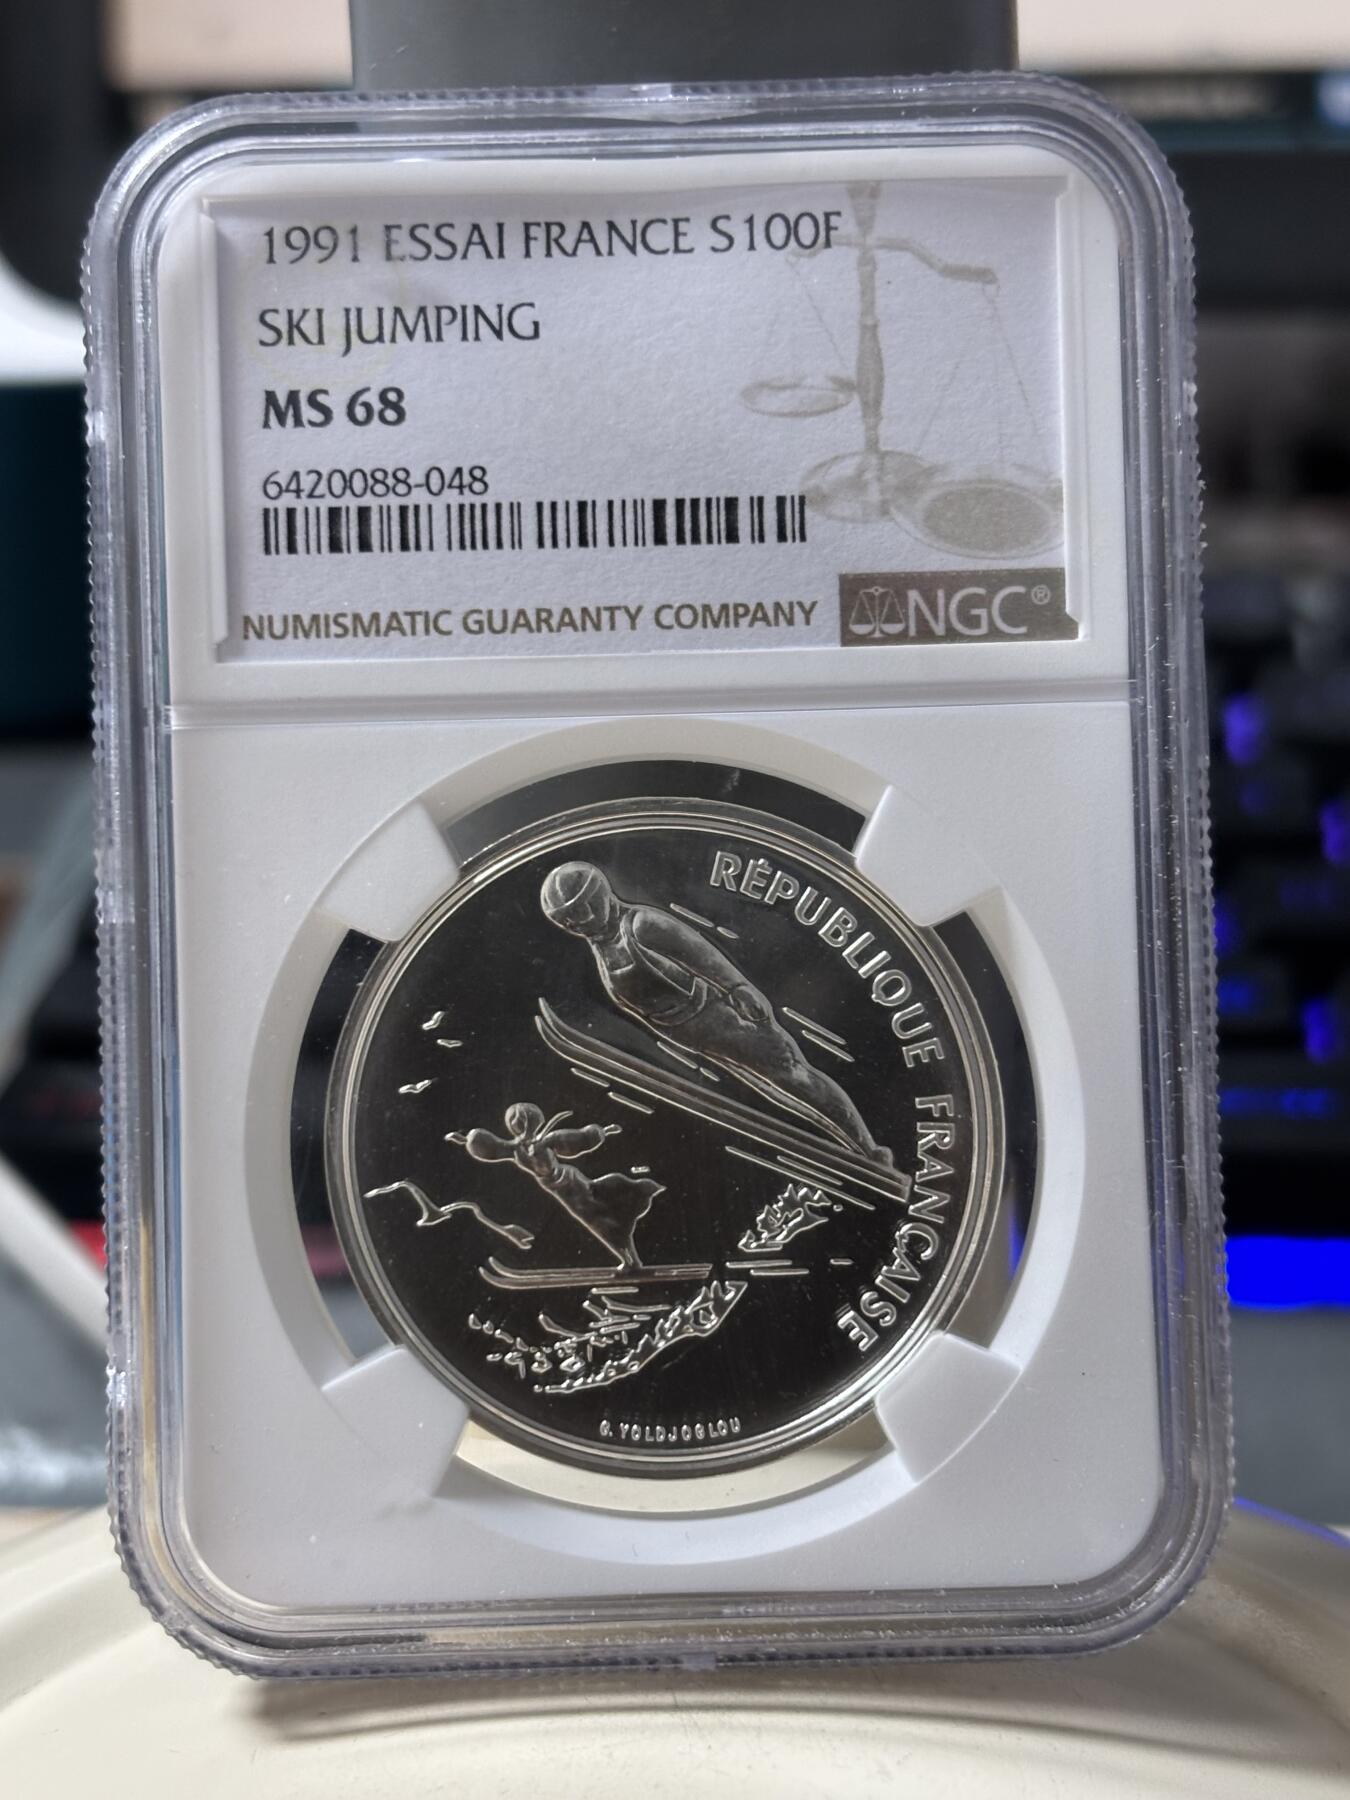 1991 ESSAI FRANCE S100F
SKI JUMPING
MS 68
6420088-048
NUMISMATIC GUARANTY COMPANY
NGC®
RÉPUBLIQUE FRANÇAISE
G. YOLDJOGLOU